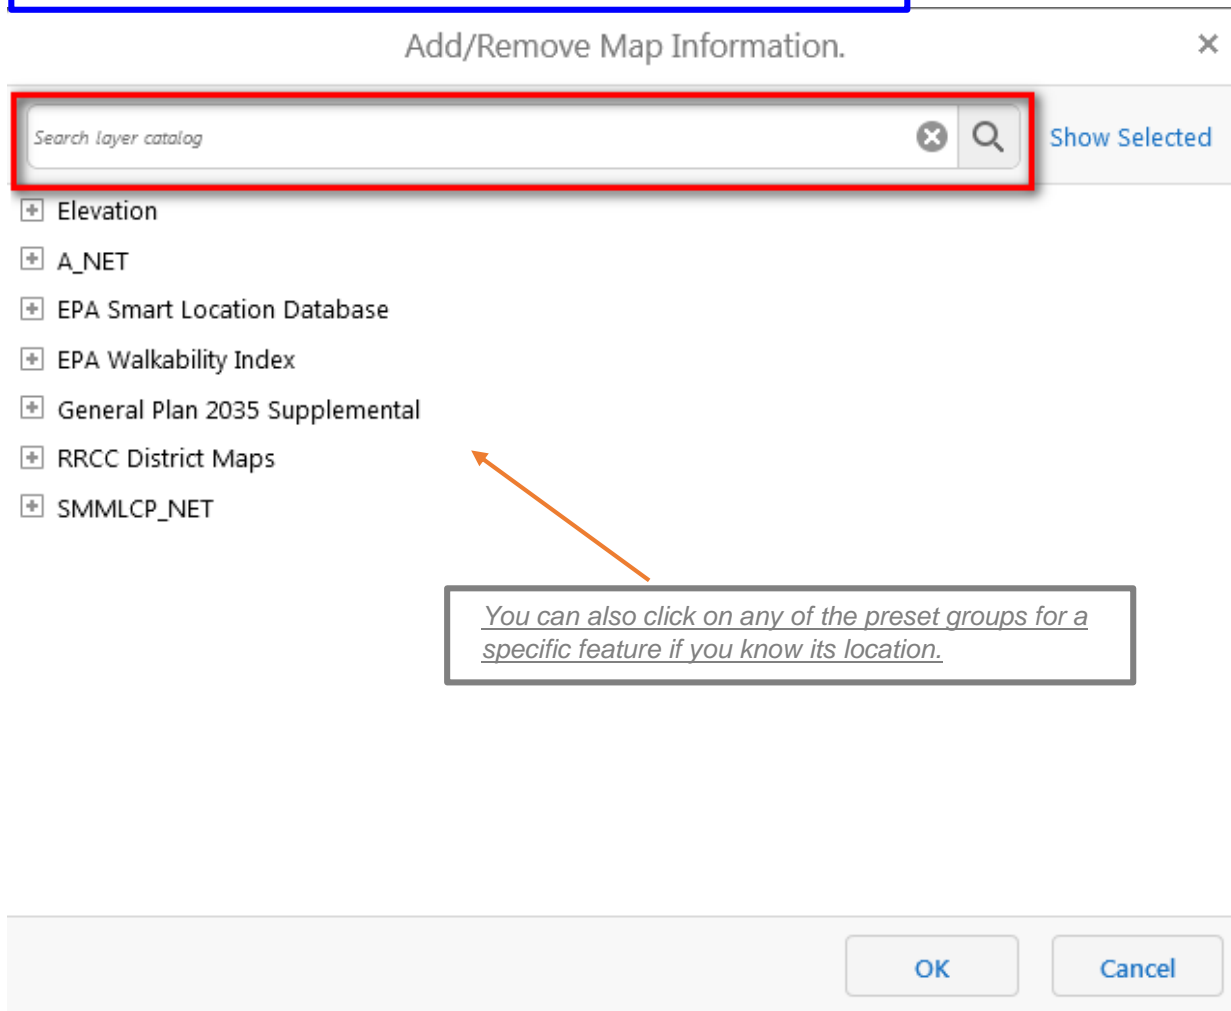 Add/Remove Map Information.
Search layer catalog
Show Selected
Elevation
A_NET
EPA Smart Location Database
EPA Walkability Index
General Plan 2035 Supplemental
RRCC District Maps
SMMLCP_NET
You can also click on any of the preset groups for a
specific feature if you know its location.
OK
Cancel